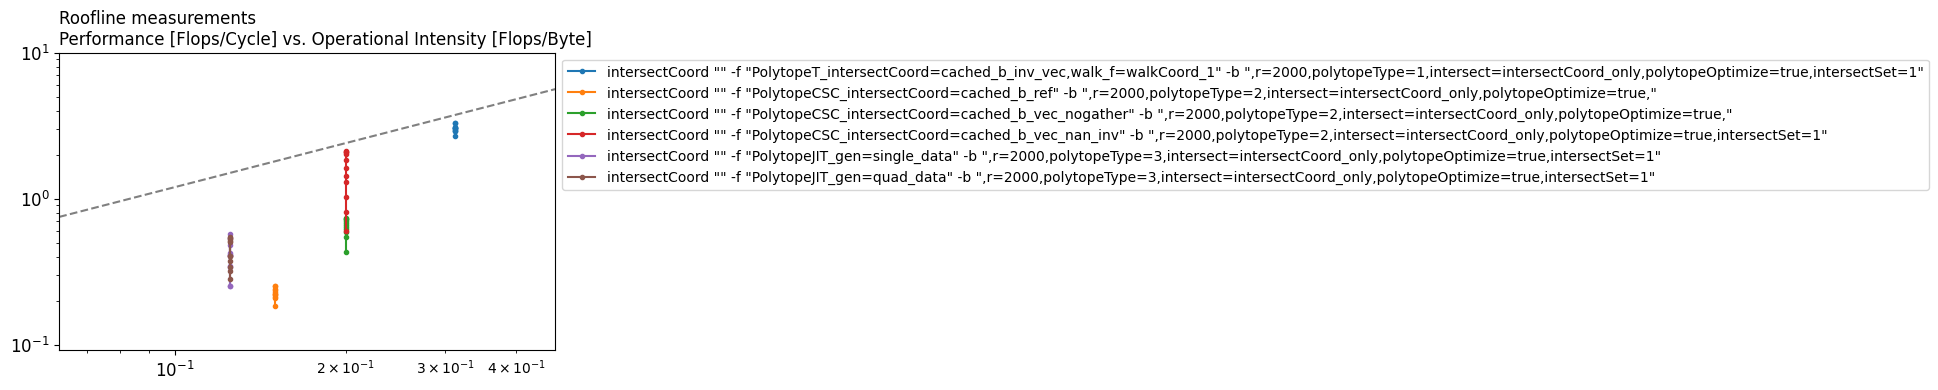 Roofline measurements
Performance [Flops/Cycle] vs. Operational Intensity [Flops/Byte]
10^1
10^0
10^-1
10^-1
2 × 10^-1
3 × 10^-1
4 × 10^-1
intersectCoord "" -f "PolytopeT_intersectCoord=cached_b_inv_vec,walk_f=walkCoord_1" -b ",r=2000,polytopeType=1,intersect=intersectCoord_only,polytopeOptimize=true,intersectSet=1"
intersectCoord "" -f "PolytopeCSC_intersectCoord=cached_b_ref" -b ",r=2000,polytopeType=2,intersect=intersectCoord_only,polytopeOptimize=true,"
intersectCoord "" -f "PolytopeCSC_intersectCoord=cached_b_vec_nogather" -b ",r=2000,polytopeType=2,intersect=intersectCoord_only,polytopeOptimize=true,"
intersectCoord "" -f "PolytopeCSC_intersectCoord=cached_b_vec_nan_inv" -b ",r=2000,polytopeType=2,intersect=intersectCoord_only,polytopeOptimize=true,intersectSet=1"
intersectCoord "" -f "PolytopeJIT_gen=single_data" -b ",r=2000,polytopeType=3,intersect=intersectCoord_only,polytopeOptimize=true,intersectSet=1"
intersectCoord "" -f "PolytopeJIT_gen=quad_data" -b ",r=2000,polytopeType=3,intersect=intersectCoord_only,polytopeOptimize=true,intersectSet=1"